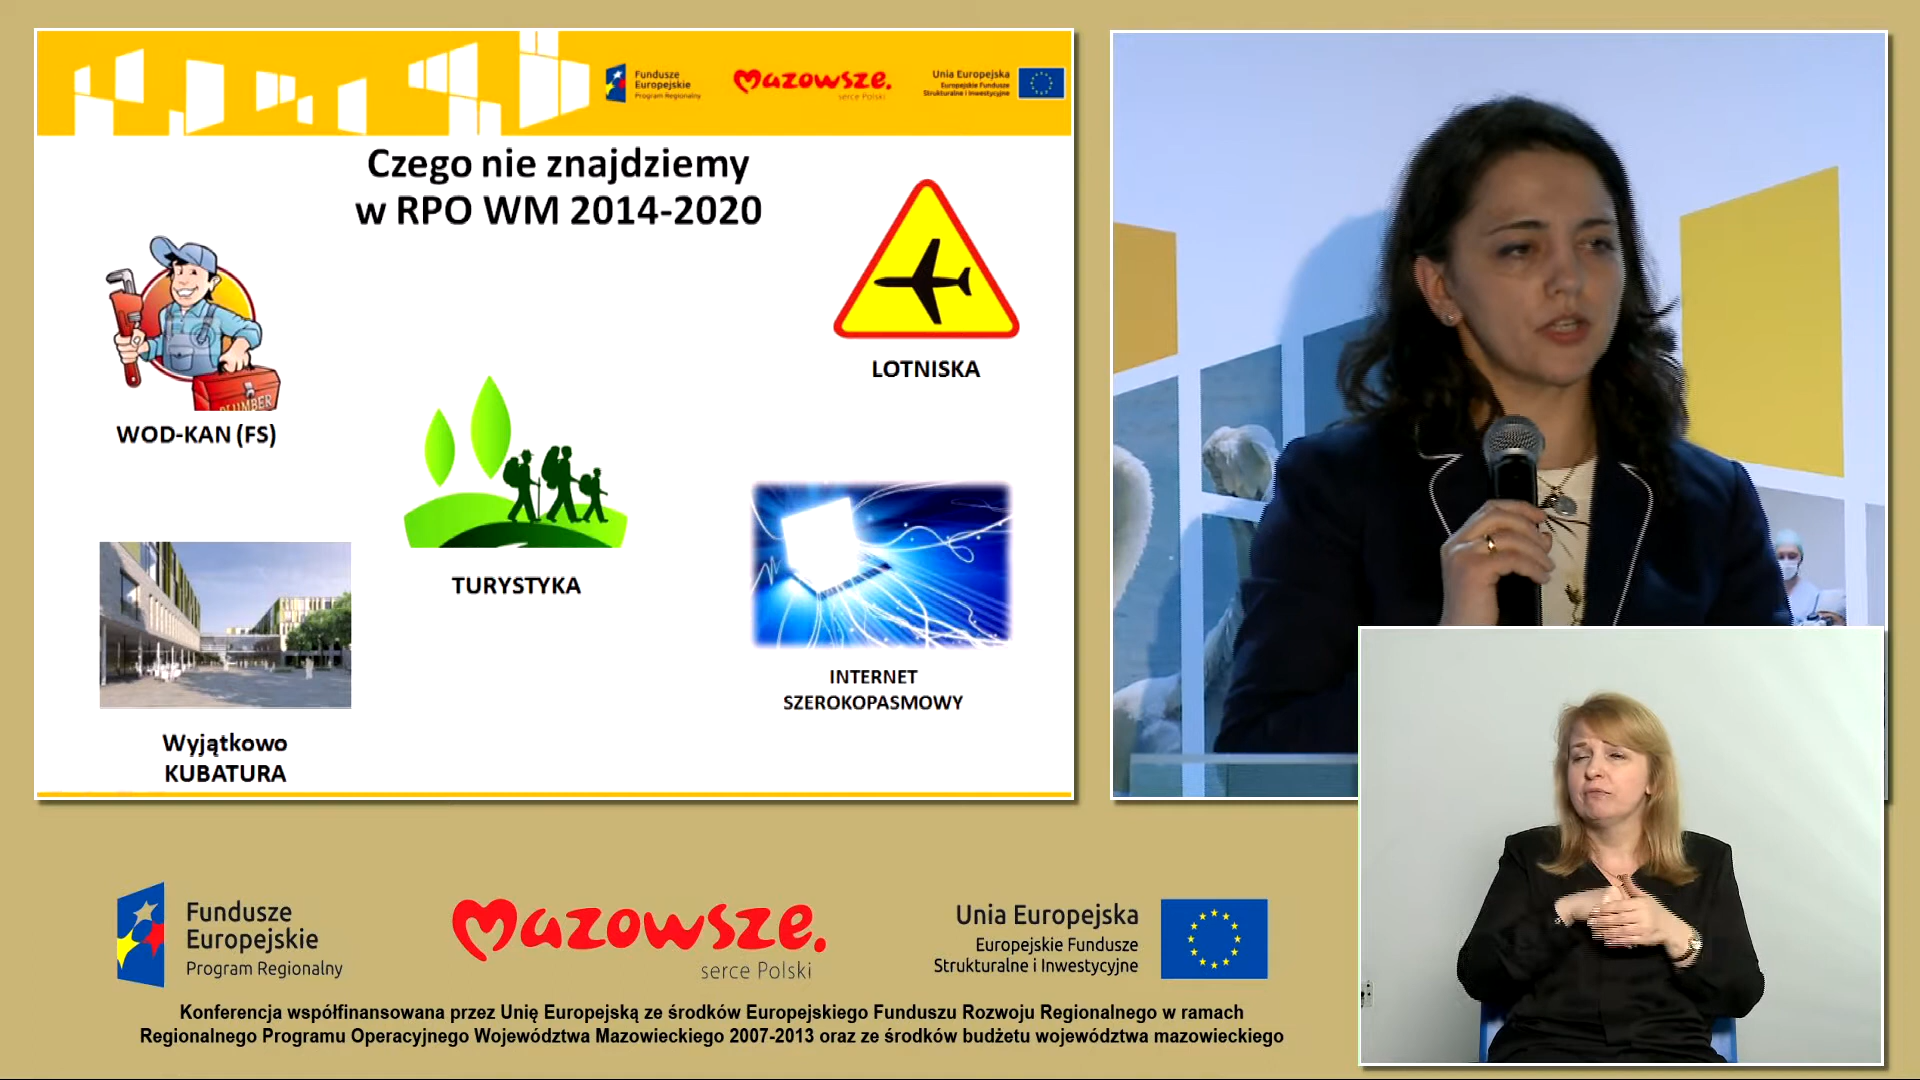 Fundusze
Europejskie
Program Regionalny
mazowsze.
serce Polski
Unia Europejska
Europejskie Fundusze
Strukturalne i Inwestycyjne
Czego nie znajdziemy
w RPO WM 2014-2020
PLUMBER
WOD-KAN (FS)
LOTNISKA
TURYSTYKA
INTERNET
SZEROKOPASMOWY
Wyjątkowo
KUBATURA
Fundusze
Europejskie
Program Regionalny
mazowsze.
serce Polski
Unia Europejska
Europejskie Fundusze
Strukturalne i Inwestycyjne
Konferencja współfinansowana przez Unię Europejską ze środków Europejskiego Funduszu Rozwoju Regionalnego w ramach
Regionalnego Programu Operacyjnego Województwa Mazowieckiego 2007-2013 oraz ze środków budżetu województwa mazowieckiego